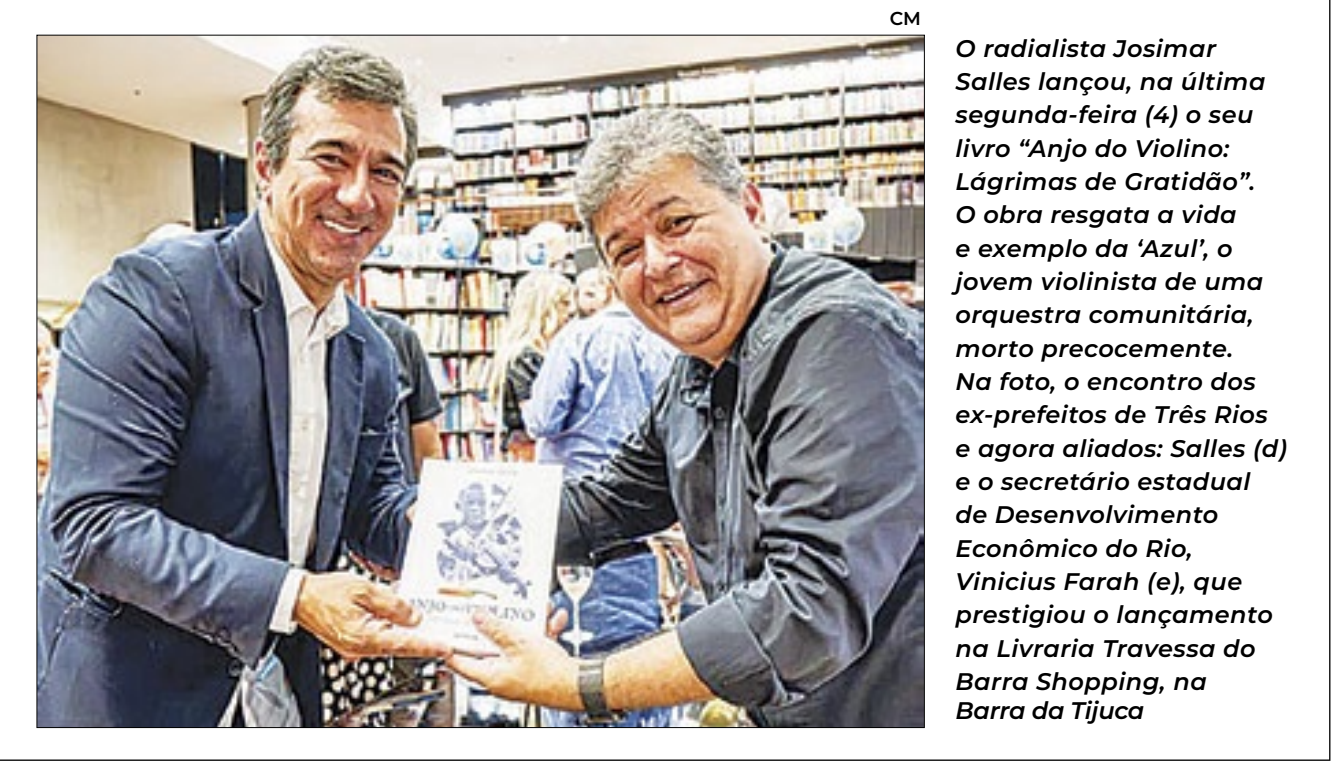 CM
O radialista Josimar
Salles lançou, na última
segunda-feira (4) o seu
livro “Anjo do Violino:
Lágrimas de Gratidão”.
O obra resgata a vida
e exemplo da ‘Azul’, o
jovem violinista de uma
orquestra comunitária,
morto precocemente.
Na foto, o encontro dos
ex-prefeitos de Três Rios
e agora aliados: Salles (d)
e o secretário estadual
de Desenvolvimento
Econômico do Rio,
Vinicius Farah (e), que
prestigiou o lançamento
na Livraria Travessa do
Barra Shopping, na
Barra da Tijuca